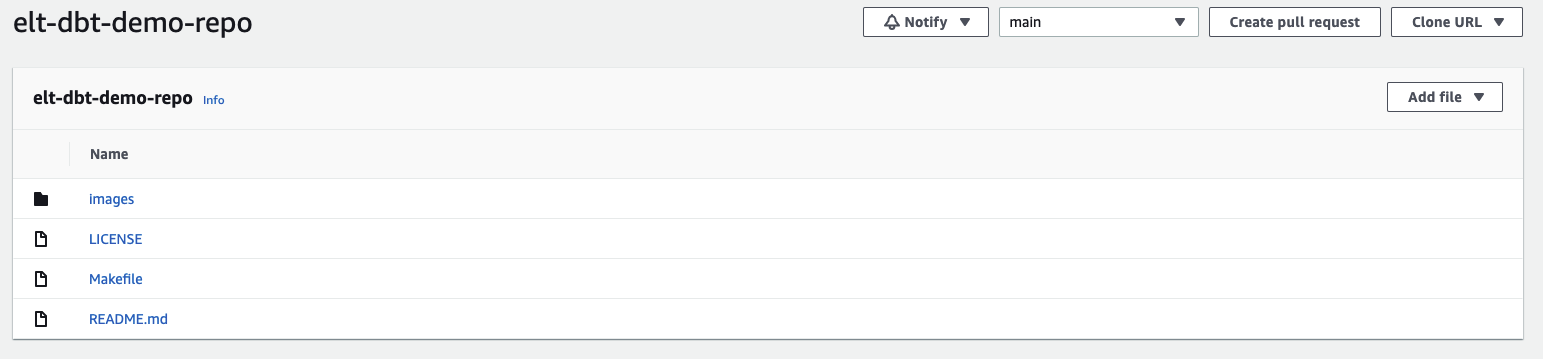 elt-dbt-demo-repo
Notify
main
Create pull request
Clone URL
elt-dbt-demo-repo Info
Add file
Name
images
LICENSE
Makefile
README.md